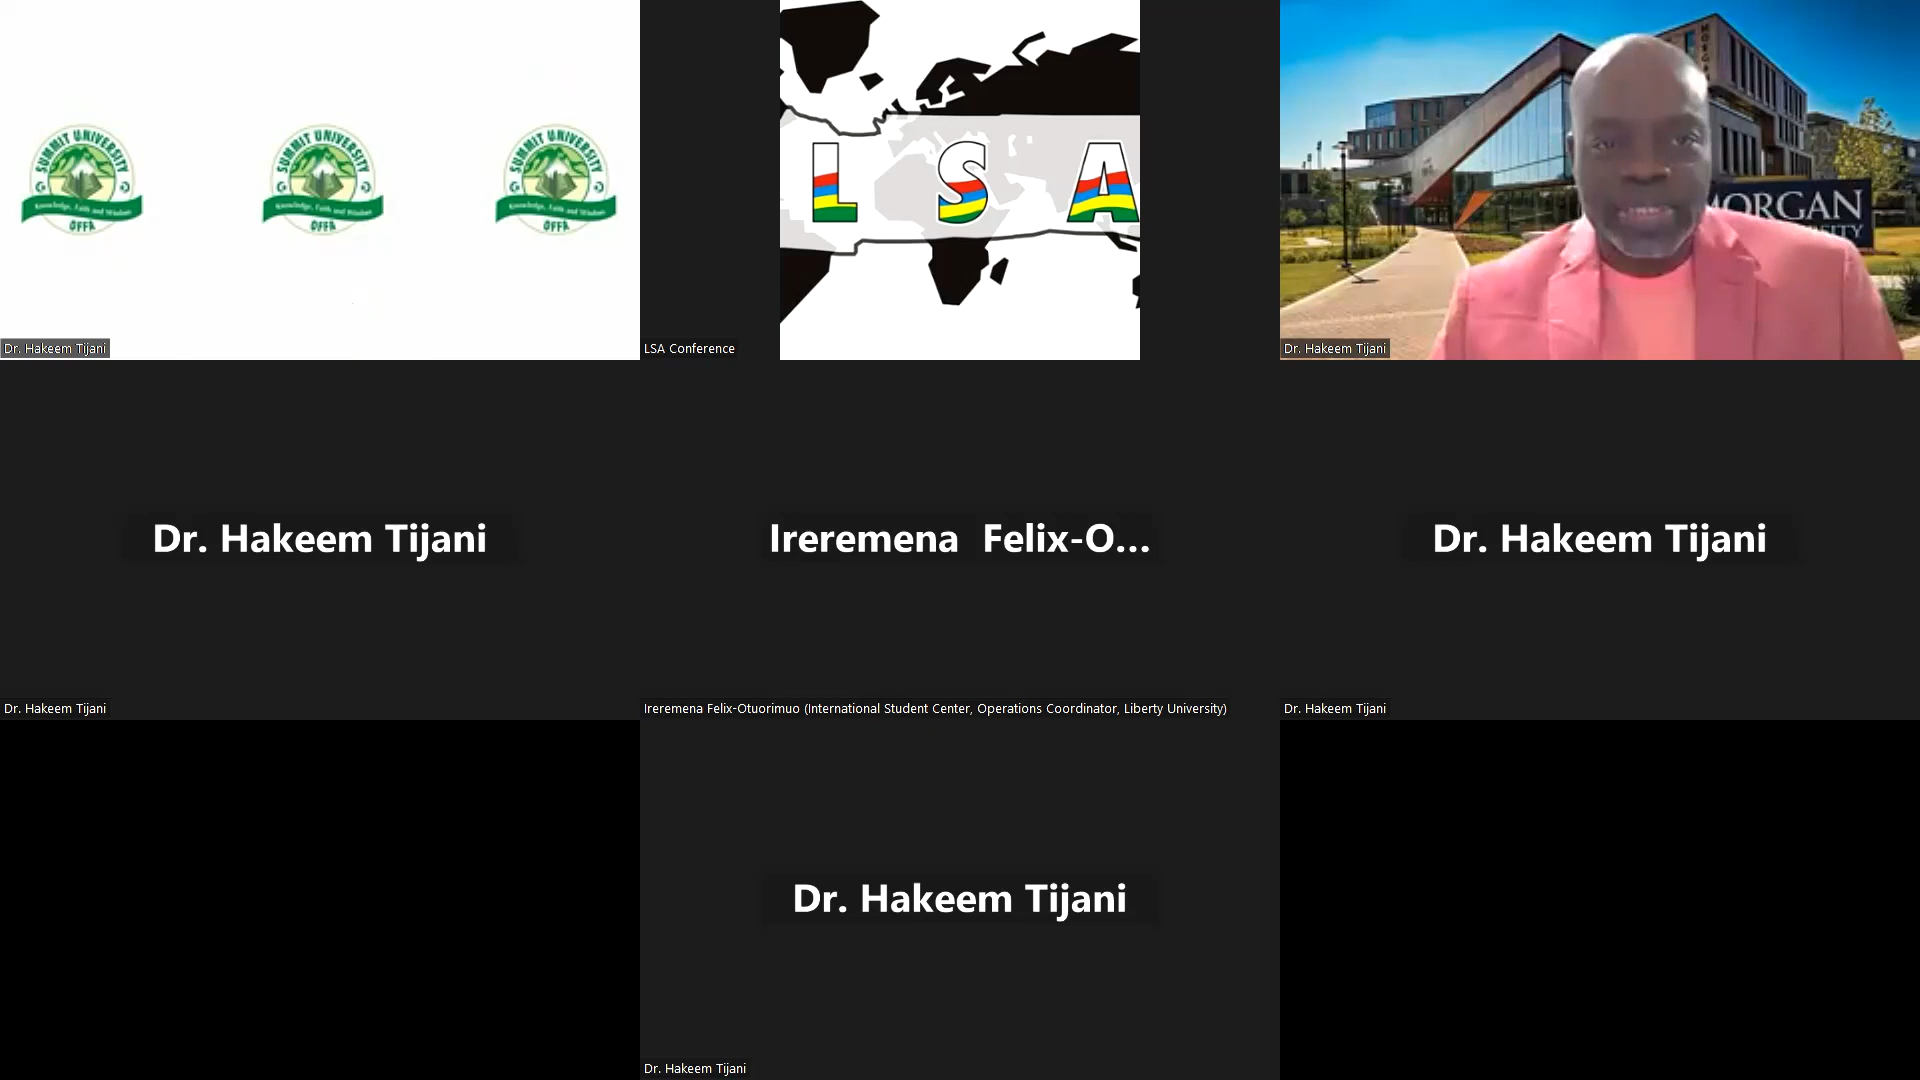 SUMMIT UNIVERSITY
Knowledge, Faith and Wisdom
OFFA
SUMMIT UNIVERSITY
Knowledge, Faith and Wisdom
OFFA
SUMMIT UNIVERSITY
Knowledge, Faith and Wisdom
OFFA
Dr. Hakeem Tijani
L S A
LSA Conference
MORGAN
Dr. Hakeem Tijani
Dr. Hakeem Tijani
Dr. Hakeem Tijani
Ireremena Felix-O...
Ireremena Felix-Otuorimuo (International Student Center, Operations Coordinator, Liberty University)
Dr. Hakeem Tijani
Dr. Hakeem Tijani
Dr. Hakeem Tijani
Dr. Hakeem Tijani